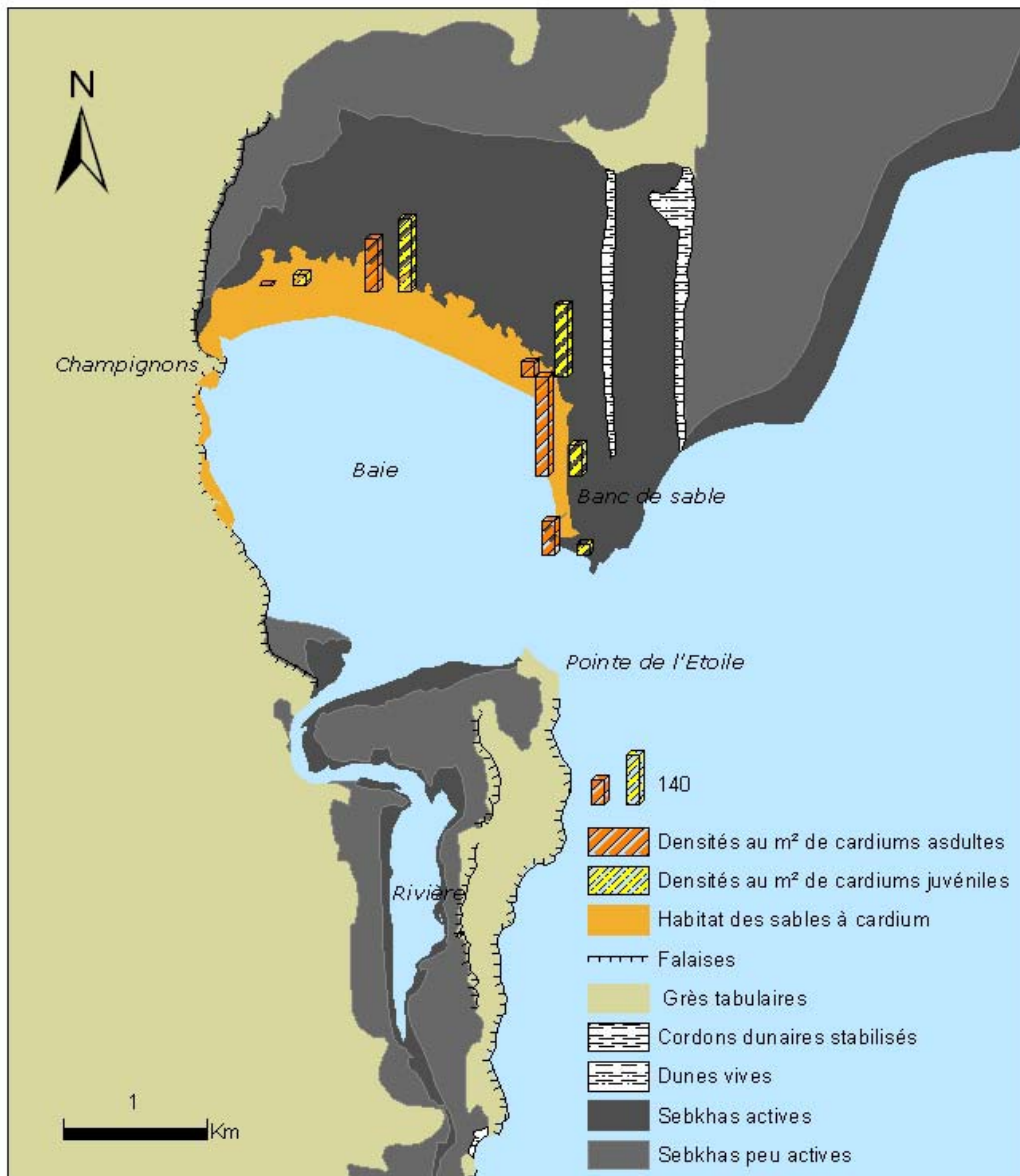 N
Champignons
Baie
Banc de sable
Pointe de l'Etoile
140
Densités au m² de cardiums asdultes
Densités au m² de cardiums juvéniles
Rivière
Habitat des sables à cardium
Falaises
Grès tabulaires
Cordons dunaires stabilisés
Dunes vives
1
Km
Sebkhas actives
Sebkhas peu actives